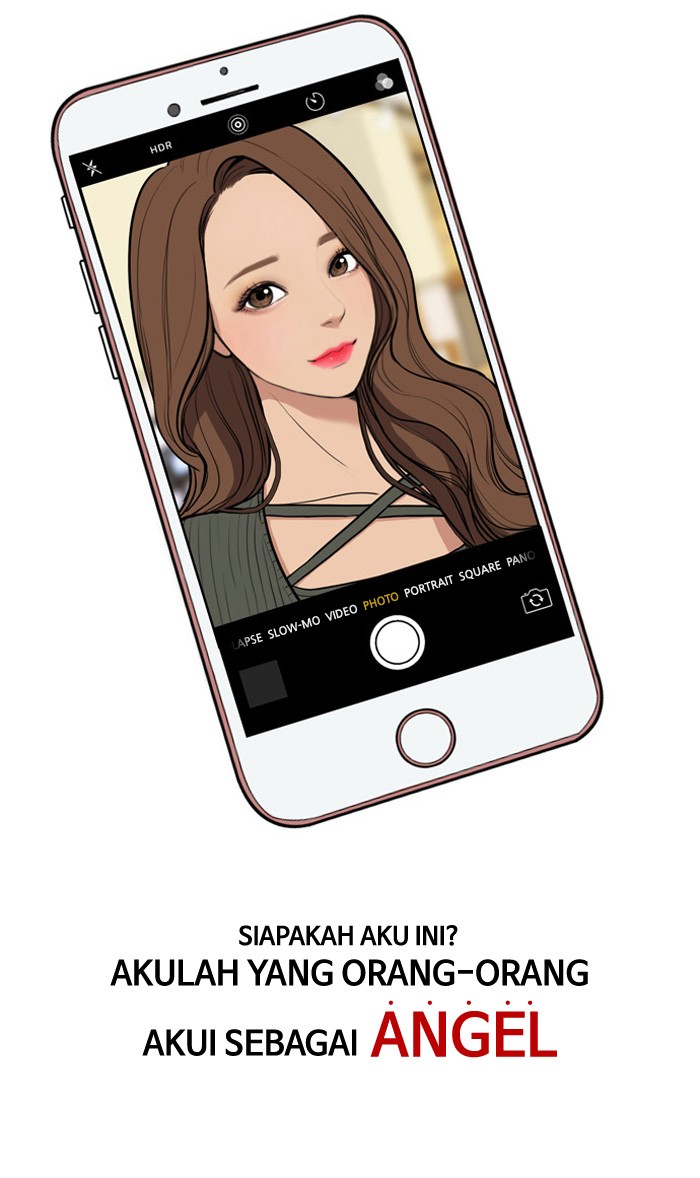 HDR
LAPSE SLOW-MO VIDEO PHOTO PORTRAIT SQUARE PANO
SIAPAKAH AKU INI?
AKULAH YANG ORANG-ORANG
AKUI SEBAGAI ANGEL